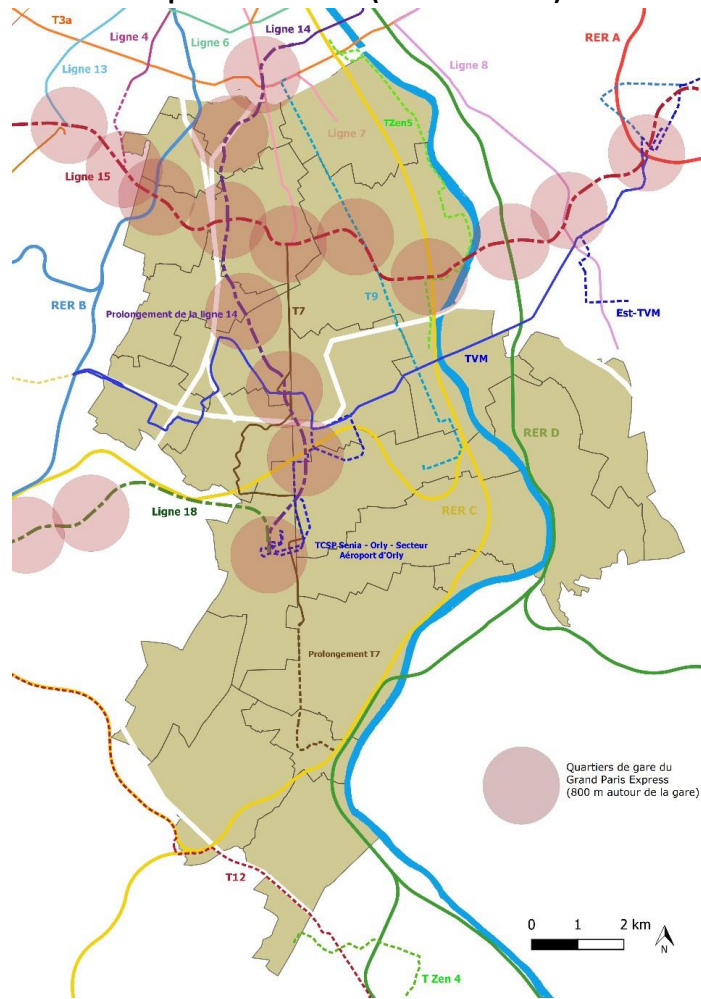 T3a
Ligne 4
Ligne 6
Ligne 14
RER A
Ligne 13
Ligne 8
TZen5
Ligne 7
Ligne 15
RER B
Prolongement de la ligne 14
T7
T9
Est-TVM
TVM
RER D
Ligne 18
RER C
TCSP Senia - Orly - Secteur
Aéroport d'Orly
Prolongement T7
Quartiers de gare du
Grand Paris Express
(800 m autour de la gare)
T12
0 1 2 km
N
T Zen 4